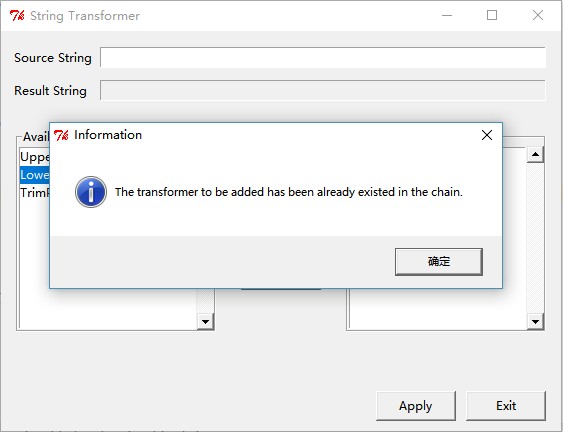 String Transformer
Source String
Result String
Avail
Uppe
Lowe
TrimR
Information
The transformer to be added has been already existed in the chain.
确定
Apply
Exit